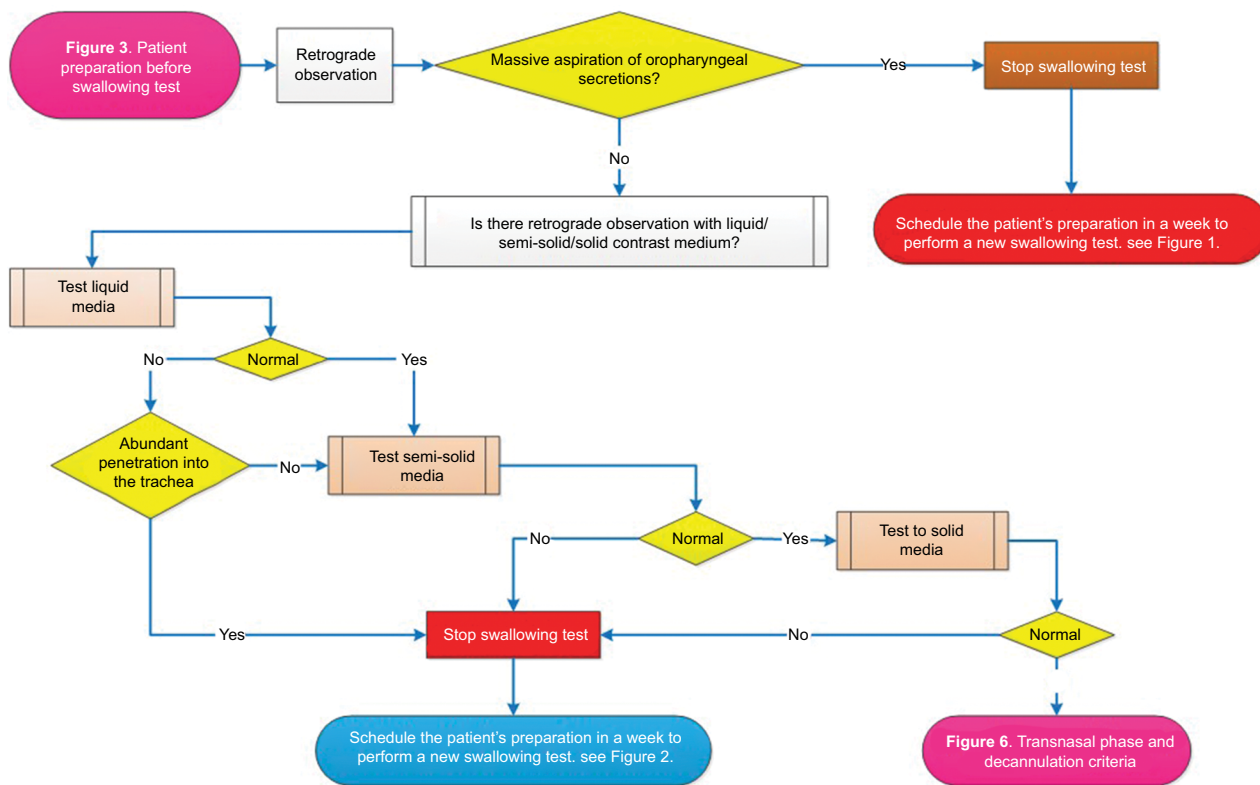 Figure 3. Patient
preparation before
swallowing test
Retrograde
observation
Massive aspiration of oropharyngeal
secretions?
Yes
Stop swallowing test
No
Schedule the patient's preparation in a week to
perform a new swallowing test. see Figure 1.
Is there retrograde observation with liquid/
semi-solid/solid contrast medium?
Test liquid
media
No
Normal
Yes
Abundant
penetration into
the trachea
No
Test semi-solid
media
No
Normal
Yes
Test to solid
media
Yes
Stop swallowing test
No
Normal
Schedule the patient's preparation in a week to
perform a new swallowing test. see Figure 2.
Figure 6. Transnasal phase and
decannulation criteria